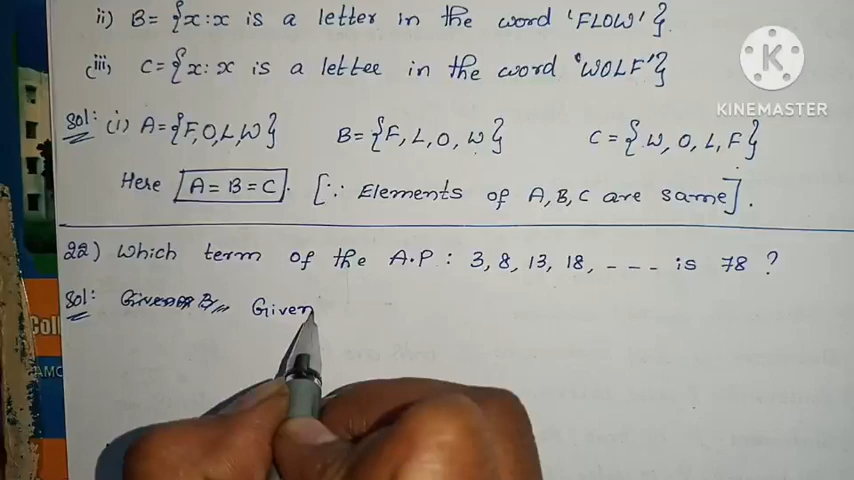 ii) B = {x : x is a letter in the word 'FLOW'}.
(iii) C = {x : x is a letter in the word 'WOLF'}
KINEMASTER
Sol: (i) A = {F, O, L, W} B = {F, L, O, W} C = {W, O, L, F}
Here A = B = C. [∵ Elements of A, B, C are same].
22) Which term of the A.P : 3, 8, 13, 18, - - - - is 78 ?
Sol: Given